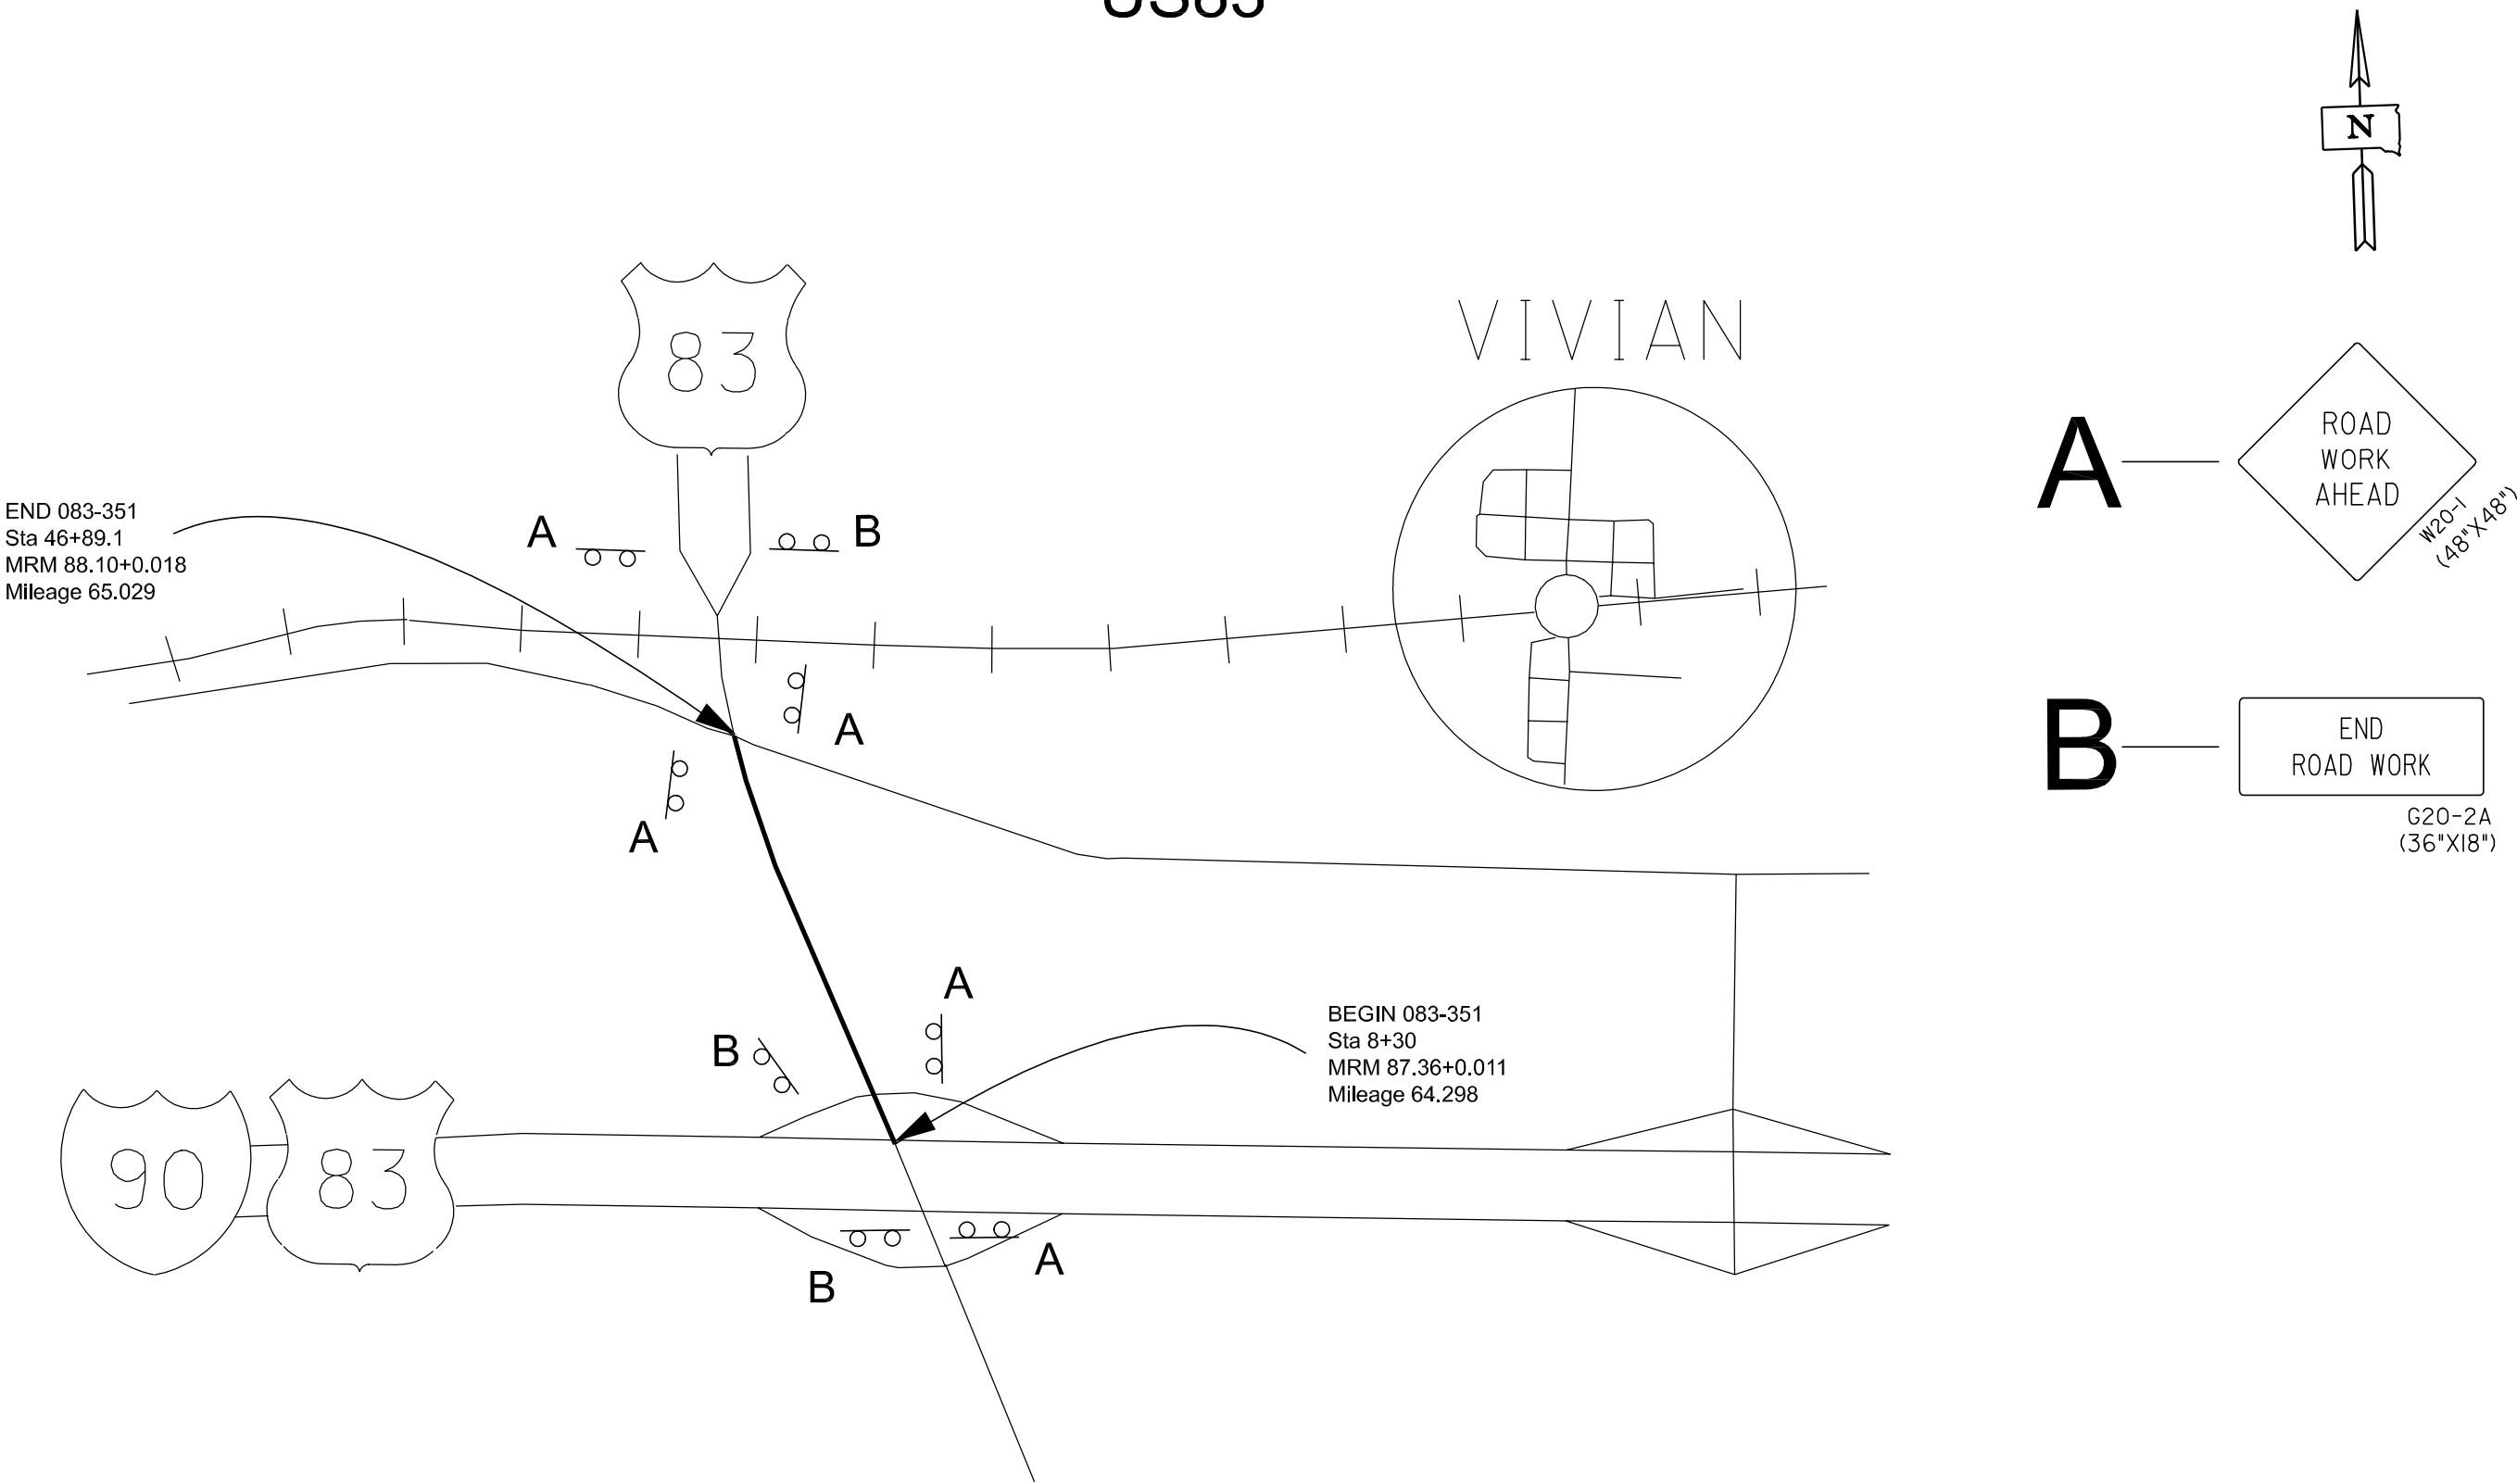 US83
N
83
VIVIAN
END 083-351
Sta 46+89.1
MRM 88.10+0.018
Mileage 65.029
A
B
A
A
A
ROAD
WORK
AHEAD
W20-1
(48"X48")
B
END
ROAD WORK
G20-2A
(36"X18")
A
B
BEGIN 083-351
Sta 8+30
MRM 87.36+0.011
Mileage 64.298
90
83
B
A